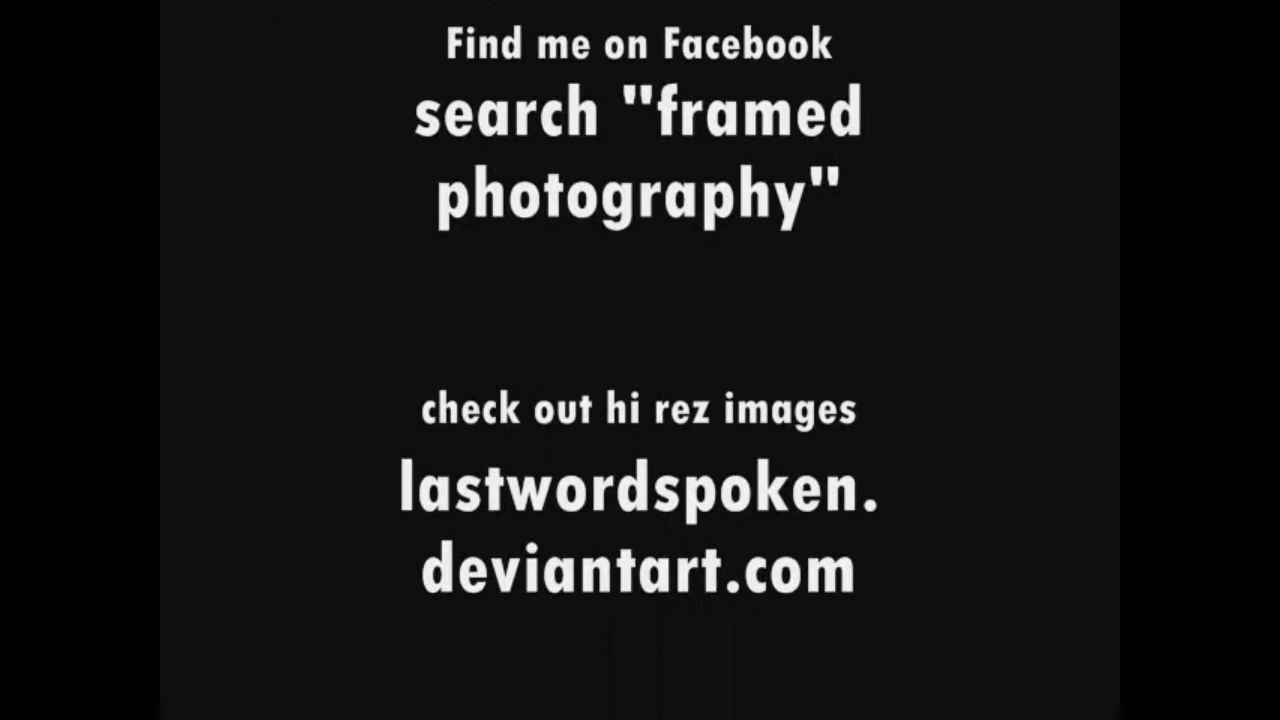 Find me on Facebook
search "framed
photography"
check out hi rez images
lastwordspoken.
deviantart.com